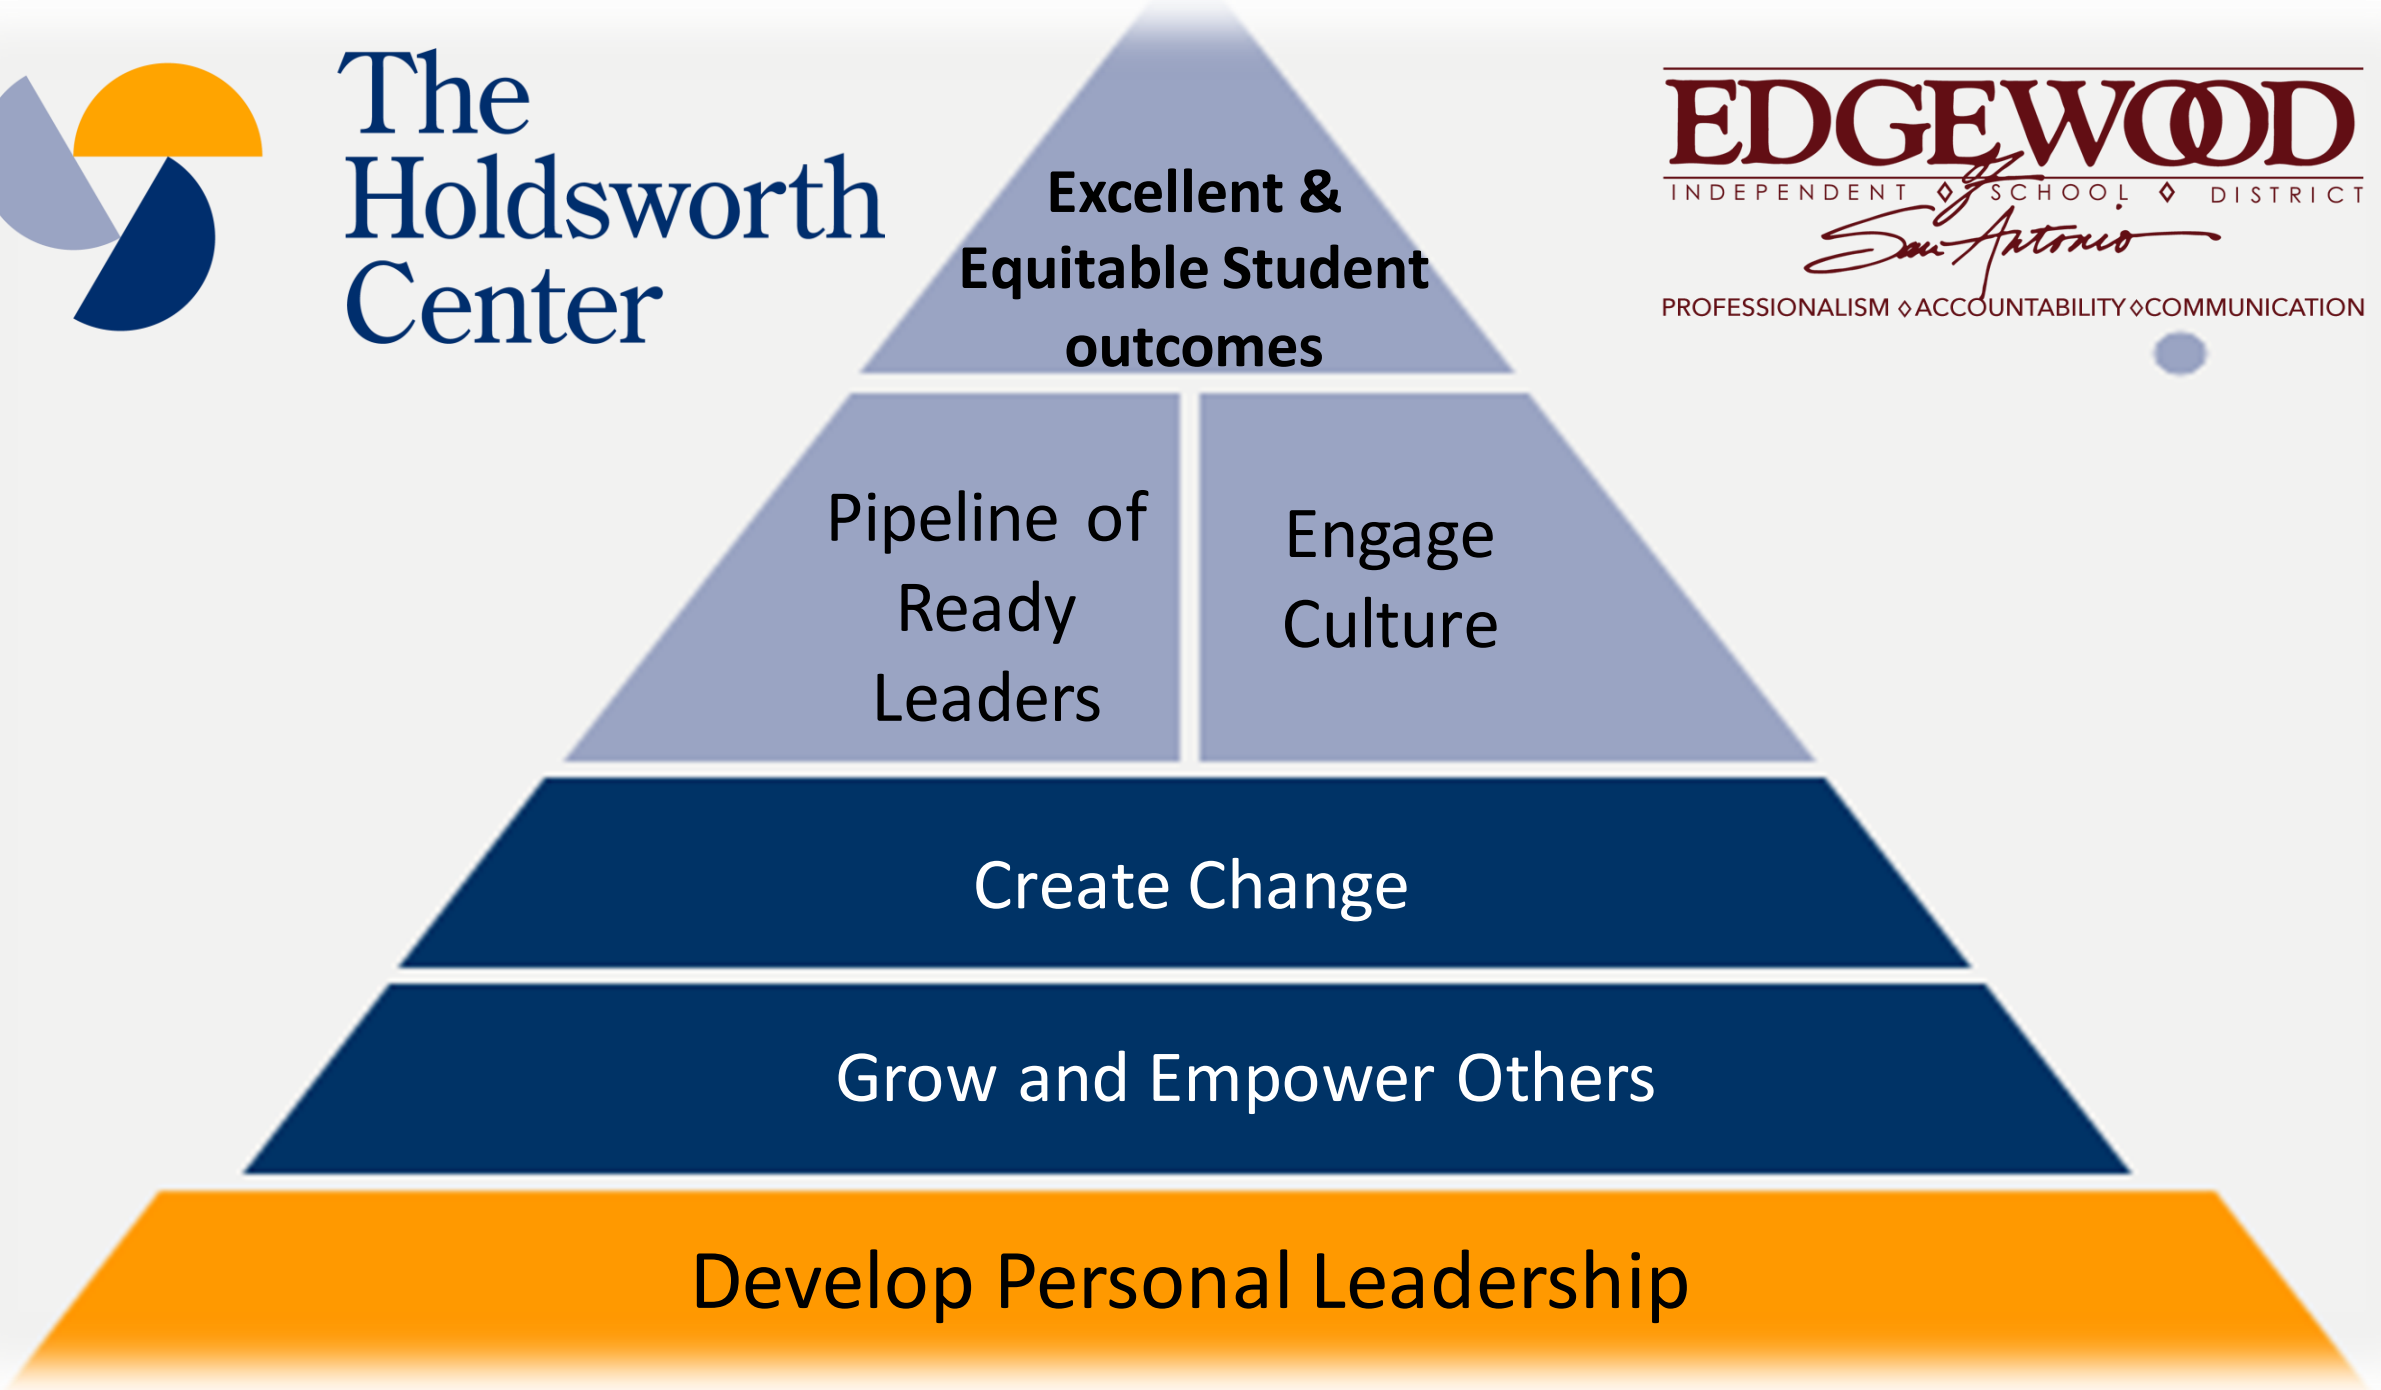 The
Holdsworth
Center
EDGEWOOD
INDEPENDENT ◊ SCHOOL ◊ DISTRICT
of
San Antonio
PROFESSIONALISM ◊ ACCOUNTABILITY ◊ COMMUNICATION
Excellent &
Equitable Student
outcomes
Pipeline of
Ready
Leaders
Engage
Culture
Create Change
Grow and Empower Others
Develop Personal Leadership